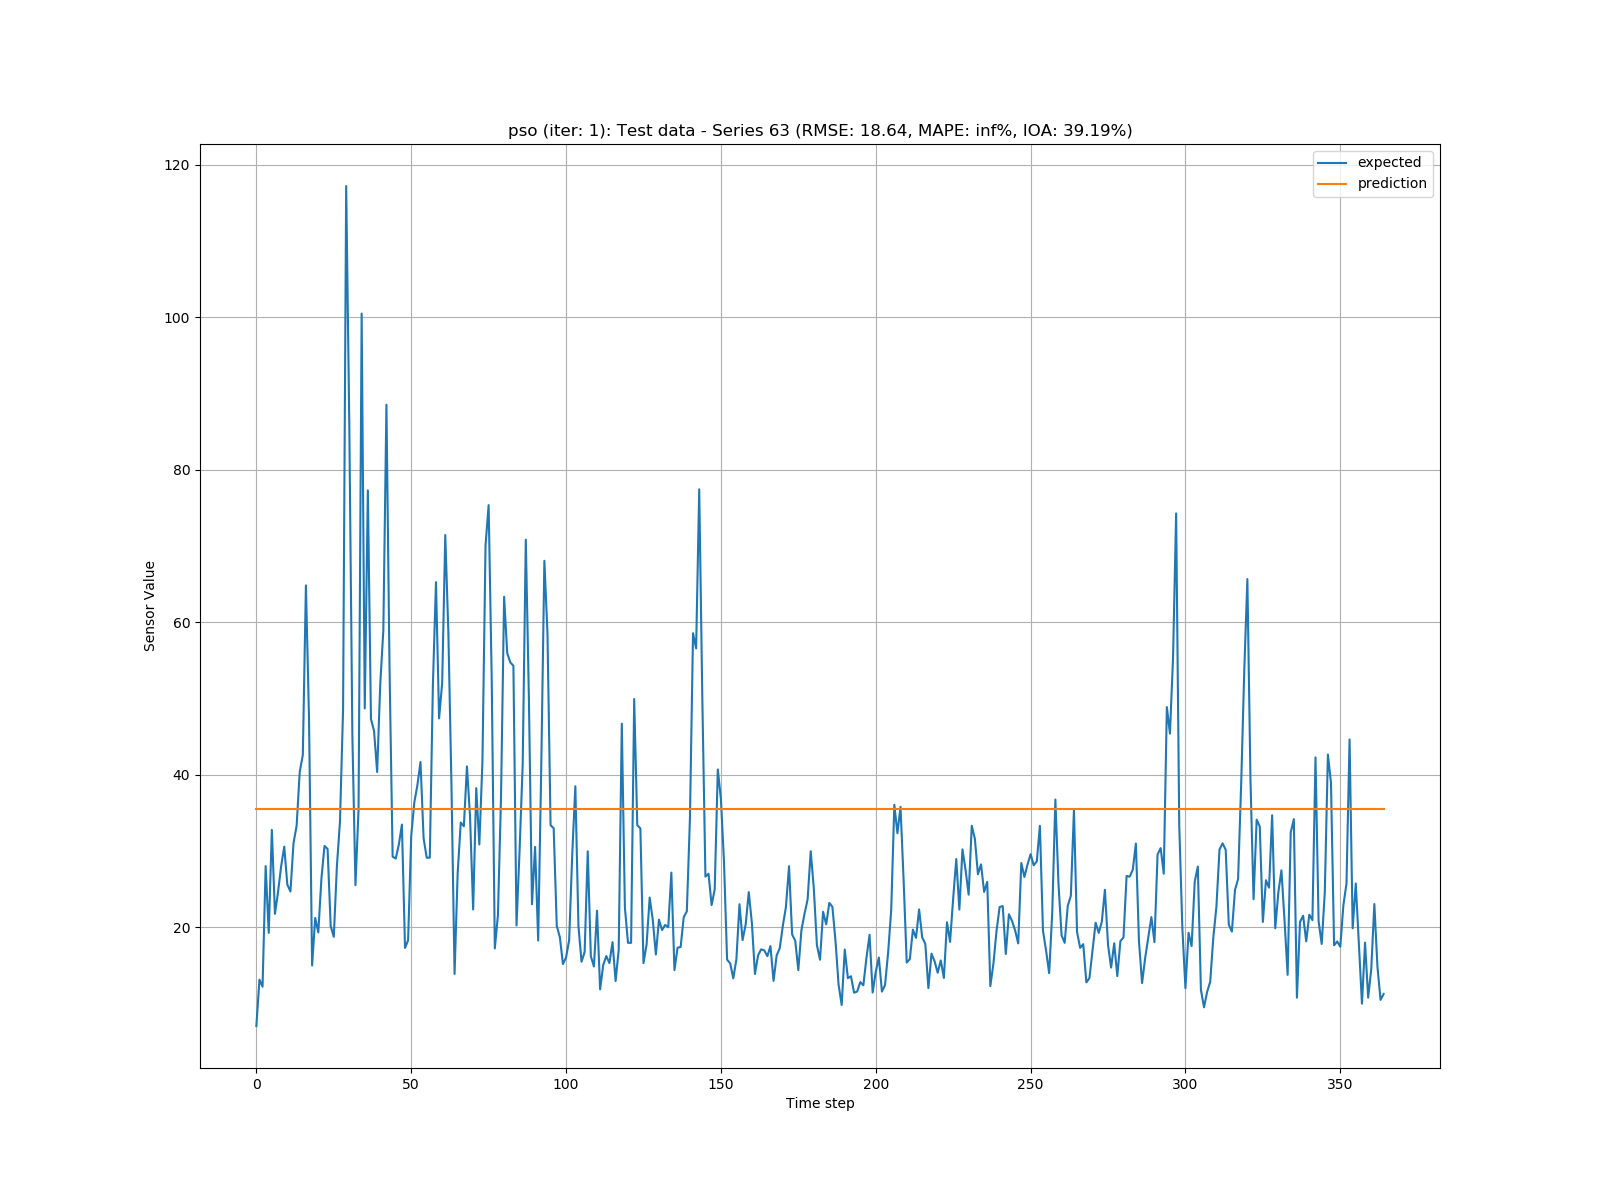 pso (iter: 1): Test data - Series 63 (RMSE: 18.64, MAPE: inf%, IOA: 39.19%)
expected
prediction
120
100
80
60
40
20
Sensor Value
0 50 100 150 200 250 300 350
Time step